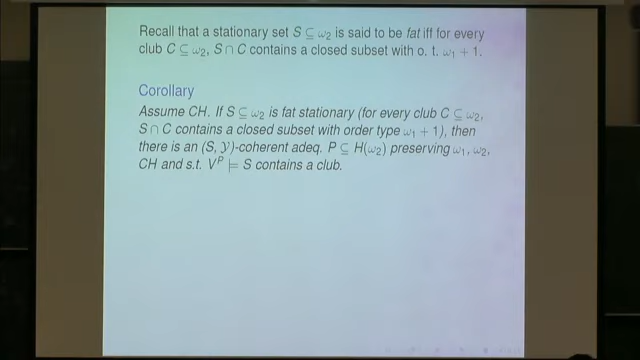 Recall that a stationary set S ⊆ ω₂ is said to be fat iff for every
club C ⊆ ω₂, S ∩ C contains a closed subset with o. t. ω₁ + 1.
Corollary
Assume CH. If S ⊆ ω₂ is fat stationary (for every club C ⊆ ω₂,
S ∩ C contains a closed subset with order type ω₁ + 1), then
there is an (S, 𝒴)-coherent adeq. P ⊆ H(ω₂) preserving ω₁, ω₂,
CH and s.t. Vᴾ ⊨ S contains a club.